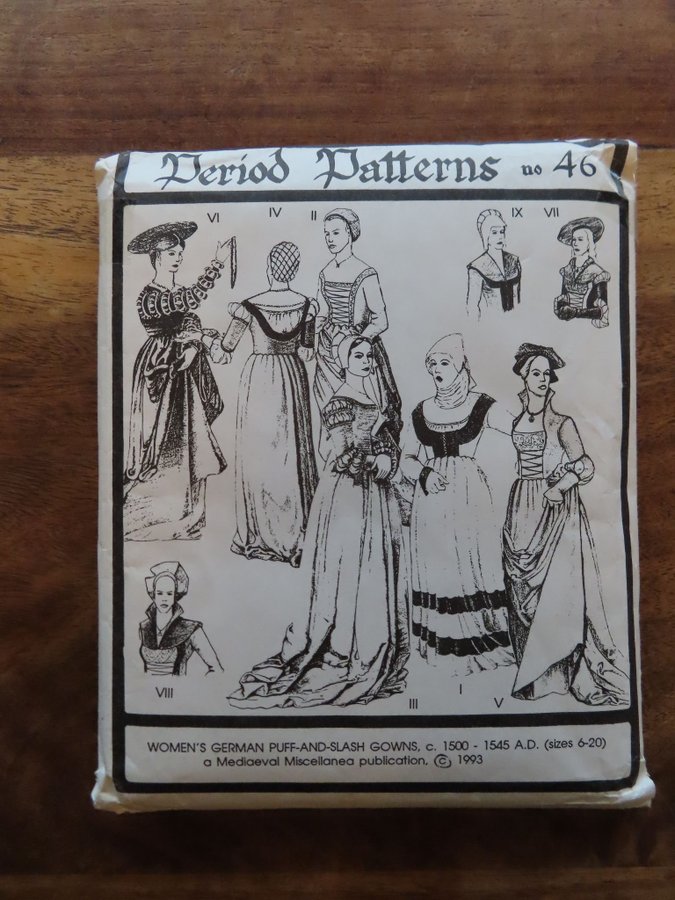 Period Patterns no 46
VI IV II IX VII
VIII
III I V
WOMEN'S GERMAN PUFF-AND-SLASH GOWNS, c. 1500 - 1545 A.D. (sizes 6-20)
a Mediaeval Miscellanea publication, © 1993